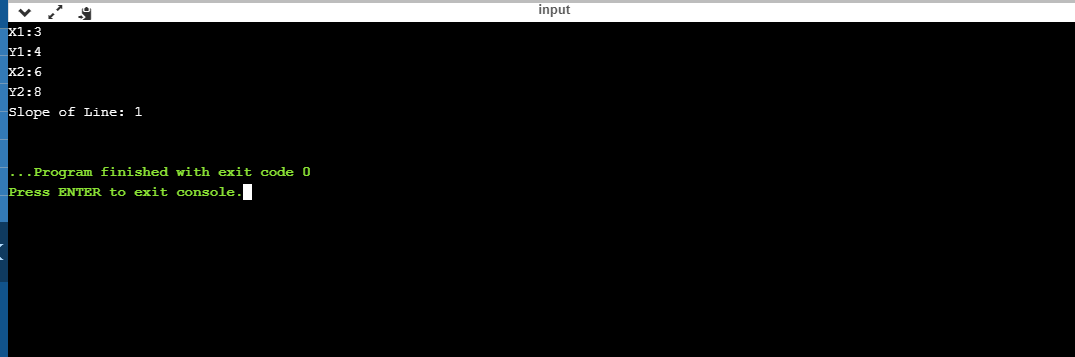 input
X1:3
Y1:4
X2:6
Y2:8
Slope of Line: 1
...Program finished with exit code 0
Press ENTER to exit console.